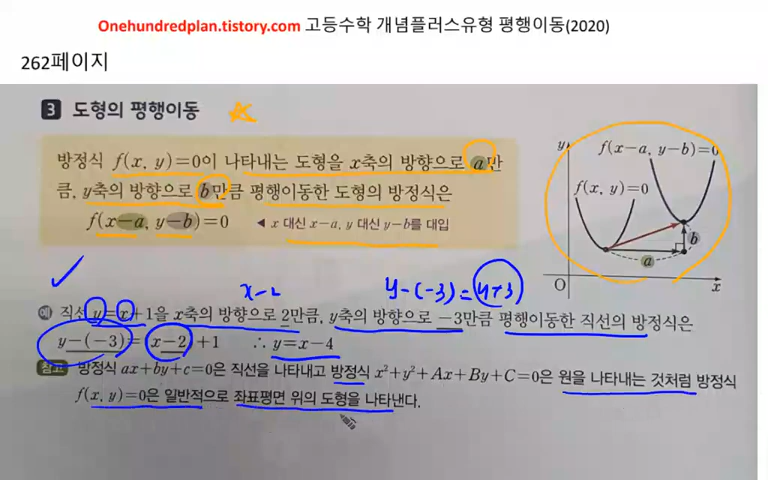 Onehundredplan.tistory.com 고등수학 개념플러스유형 평행이동(2020)
262페이지
3 도형의 평행이동
방정식 f(x, y)=0이 나타내는 도형을 x축의 방향으로 a만
큼, y축의 방향으로 b만큼 평행이동한 도형의 방정식은
f(x-a, y-b)=0 ◀ x 대신 x-a, y 대신 y-b를 대입
y
f(x-a, y-b)=0
f(x, y)=0
b
a
O
x
x-2
y-(-3)=y+3
예 직선 y=x+1을 x축의 방향으로 2만큼, y축의 방향으로 -3만큼 평행이동한 직선의 방정식은
y-(-3)=(x-2)+1 ∴ y=x-4
참고 방정식 ax+by+c=0은 직선을 나타내고 방정식 x²+y²+Ax+By+C=0은 원을 나타내는 것처럼 방정식
f(x, y)=0은 일반적으로 좌표평면 위의 도형을 나타낸다.